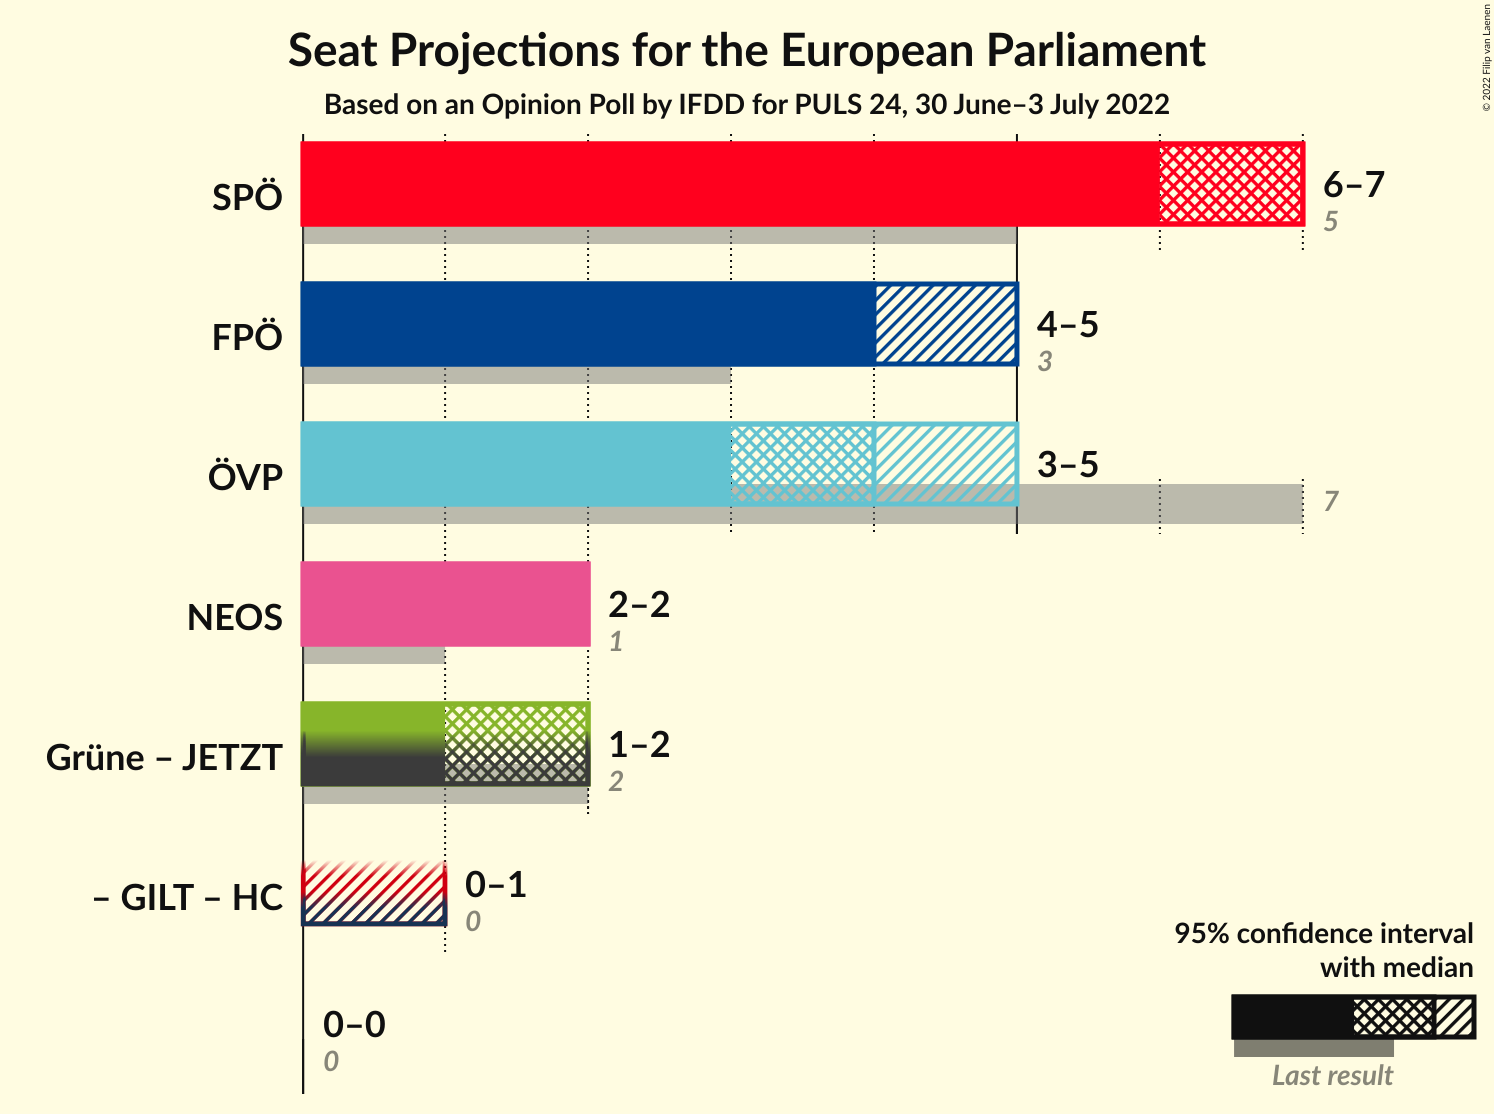 Seat Projections for the European Parliament
Based on an Opinion Poll by IFDD for PULS 24, 30 June–3 July 2022
© 2022 Filip van Laenen
SPÖ
6–7
5
FPÖ
4–5
3
ÖVP
3–5
7
NEOS
2–2
1
Grüne – JETZT
1–2
2
– GILT – HC
0–1
0
0–0
0
95% confidence interval
with median
Last result